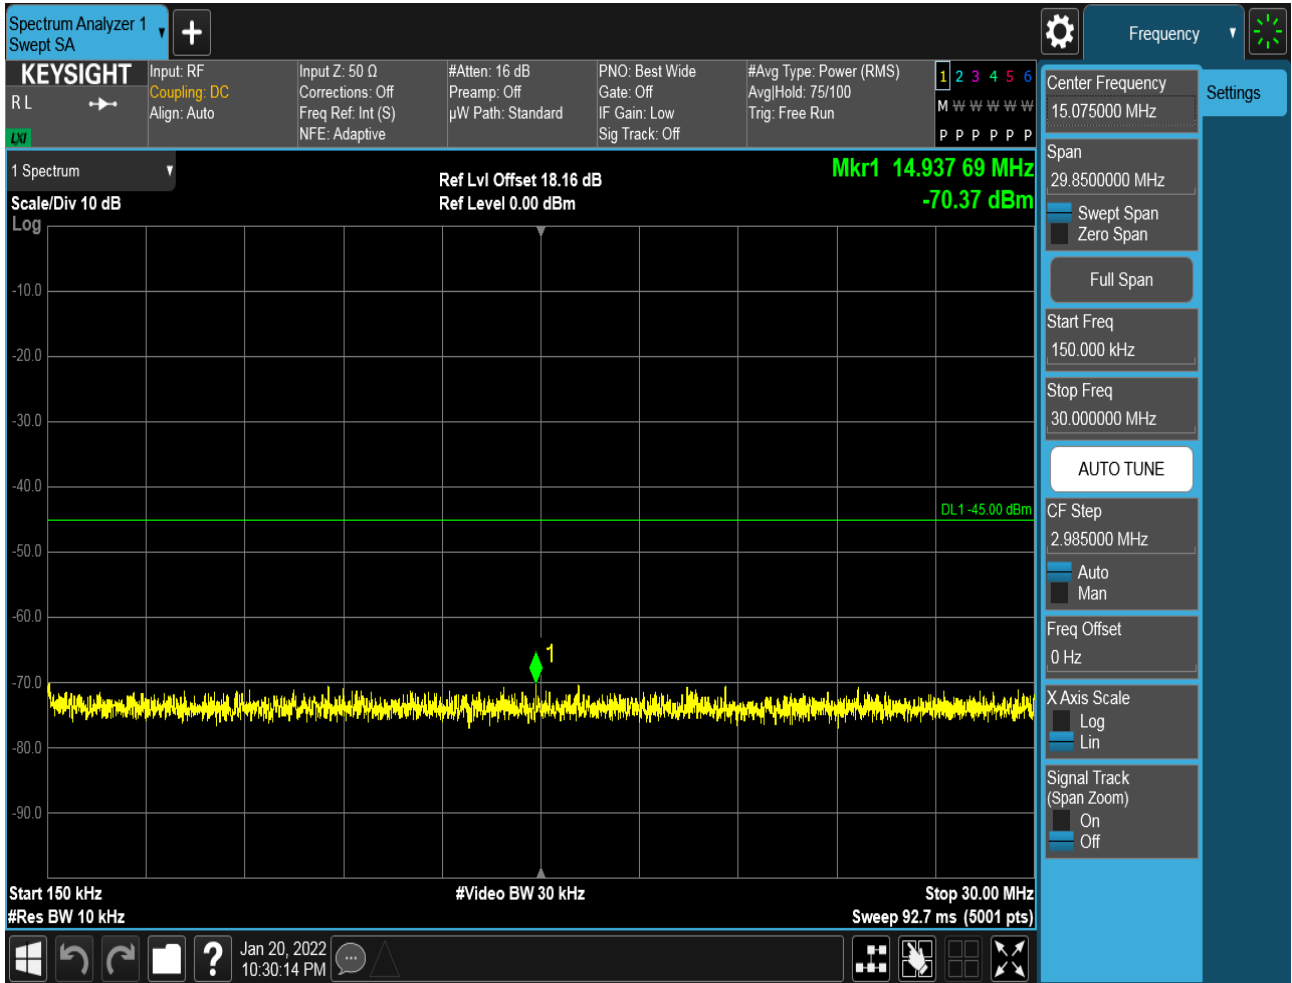 Spectrum Analyzer 1
Swept SA
+
Frequency
KEYSIGHT
R L
LXI
Input: RF
Coupling: DC
Align: Auto
Input Z: 50 Ω
Corrections: Off
Freq Ref: Int (S)
NFE: Adaptive
#Atten: 16 dB
Preamp: Off
µW Path: Standard
PNO: Best Wide
Gate: Off
IF Gain: Low
Sig Track: Off
#Avg Type: Power (RMS)
Avg|Hold: 75/100
Trig: Free Run
1 2 3 4 5 6
M W W W W W
P P P P P P
1 Spectrum
Scale/Div 10 dB
Log
Ref Lvl Offset 18.16 dB
Ref Level 0.00 dBm
Mkr1 14.937 69 MHz
-70.37 dBm
-10.0
-20.0
-30.0
-40.0
DL1 -45.00 dBm
-50.0
-60.0
1
-70.0
-80.0
-90.0
Start 150 kHz
#Res BW 10 kHz
#Video BW 30 kHz
Stop 30.00 MHz
Sweep 92.7 ms (5001 pts)
Center Frequency
15.075000 MHz
Settings
Span
29.8500000 MHz
Swept Span
Zero Span
Full Span
Start Freq
150.000 kHz
Stop Freq
30.000000 MHz
AUTO TUNE
CF Step
2.985000 MHz
Auto
Man
Freq Offset
0 Hz
X Axis Scale
Log
Lin
Signal Track
(Span Zoom)
On
Off
?
Jan 20, 2022
10:30:14 PM